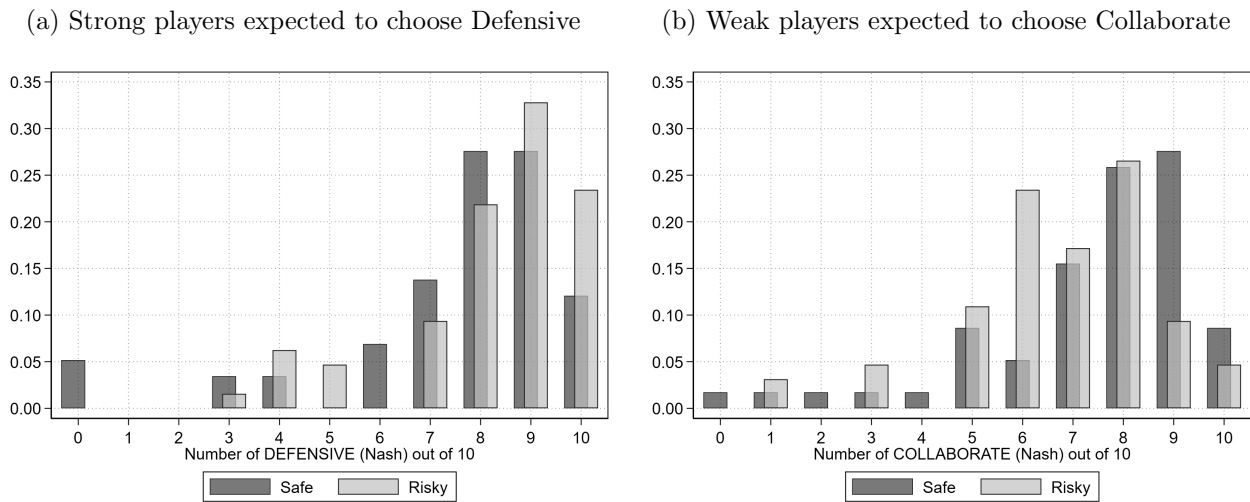 (a) Strong players expected to choose Defensive
0.35
0.30
0.25
0.20
0.15
0.10
0.05
0.00
0 1 2 3 4 5 6 7 8 9 10
Number of DEFENSIVE (Nash) out of 10
Safe Risky
(b) Weak players expected to choose Collaborate
0.35
0.30
0.25
0.20
0.15
0.10
0.05
0.00
0 1 2 3 4 5 6 7 8 9 10
Number of COLLABORATE (Nash) out of 10
Safe Risky